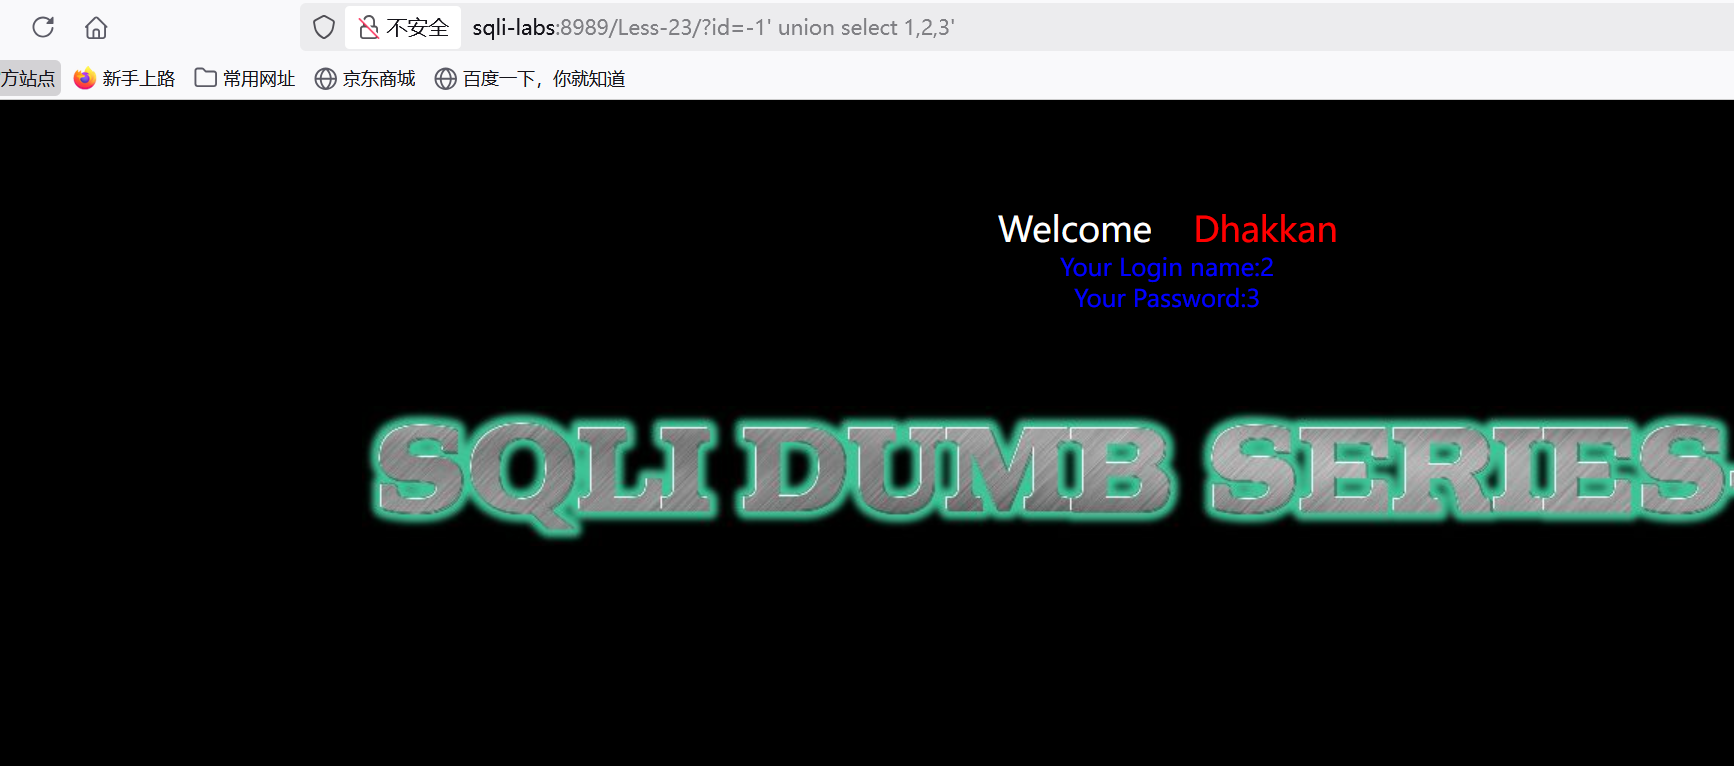 不安全 sqli-labs:8989/Less-23/?id=-1' union select 1,2,3'
方站点 新手上路 常用网址 京东商城 百度一下，你就知道
Welcome Dhakkan
Your Login name:2
Your Password:3
SQLI DUMB SERIES-